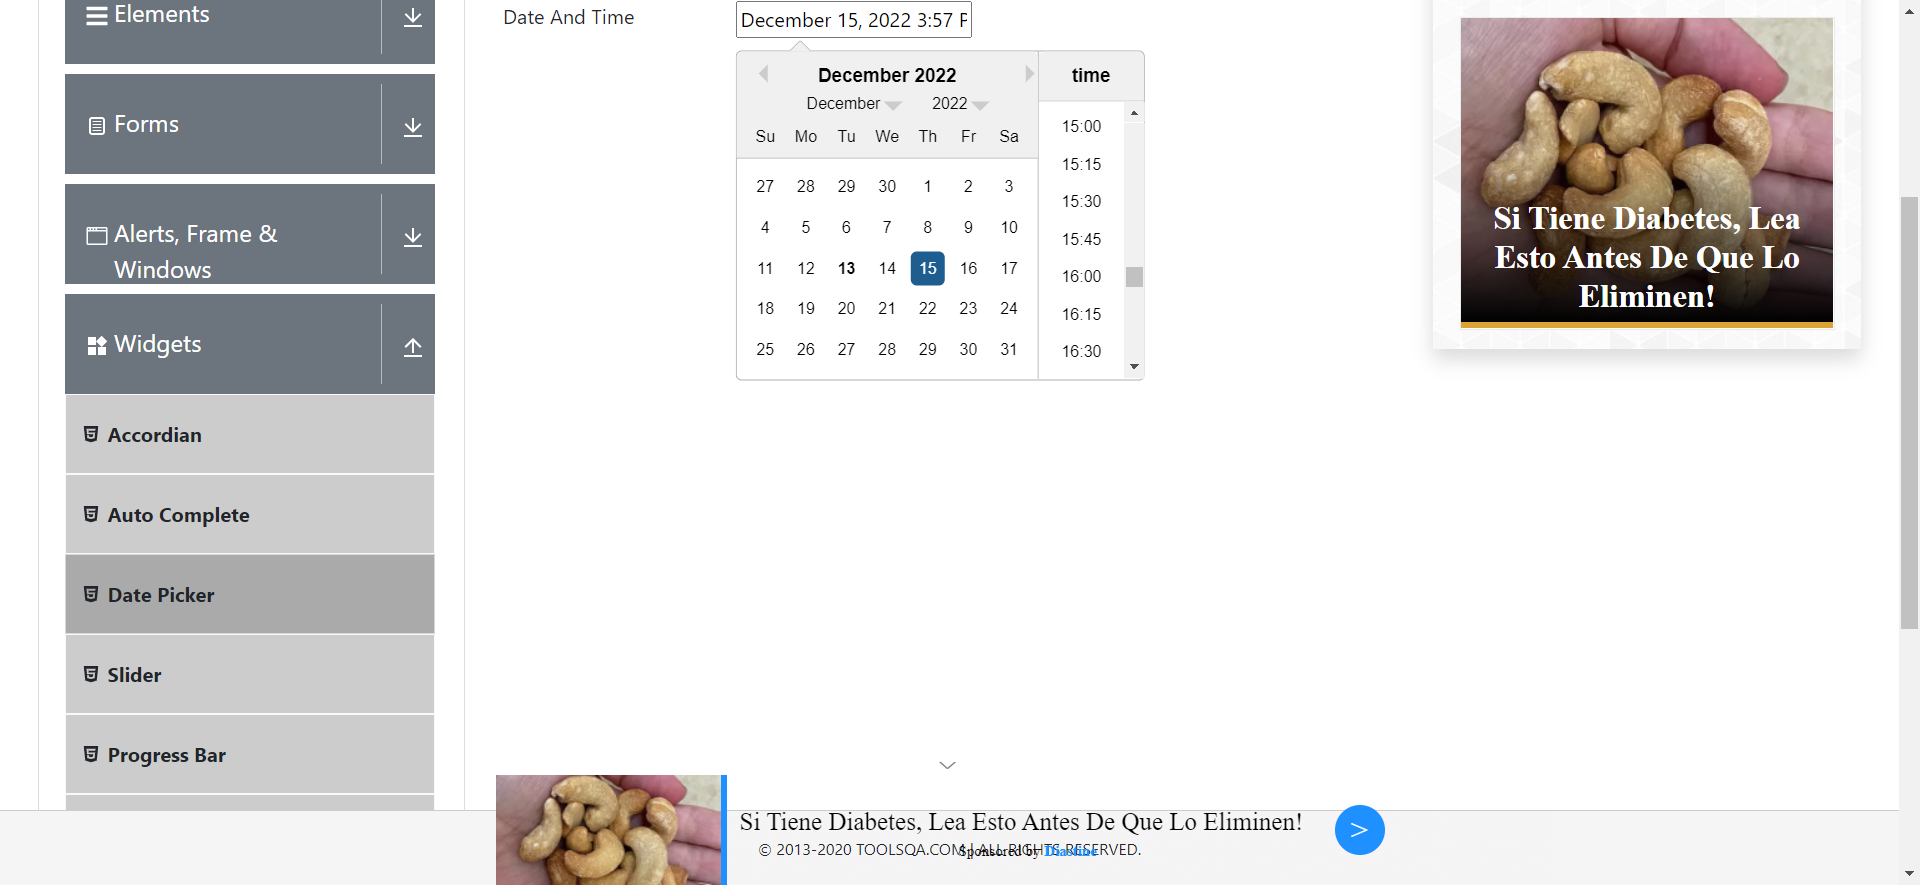 Elements
Forms
Alerts, Frame &
Windows
Widgets
Accordian
Auto Complete
Date Picker
Slider
Progress Bar
Date And Time
December 15, 2022 3:57 P
December 2022
December 2022
Su Mo Tu We Th Fr Sa
27 28 29 30 1 2 3
4 5 6 7 8 9 10
11 12 13 14 15 16 17
18 19 20 21 22 23 24
25 26 27 28 29 30 31
time
15:00
15:15
15:30
15:45
16:00
16:15
16:30
Si Tiene Diabetes, Lea
Esto Antes De Que Lo
Eliminen!
Si Tiene Diabetes, Lea Esto Antes De Que Lo Eliminen!
>
© 2013-2020 TOOLSQA.COM | ALL RIGHTS RESERVED.
Sponsored by